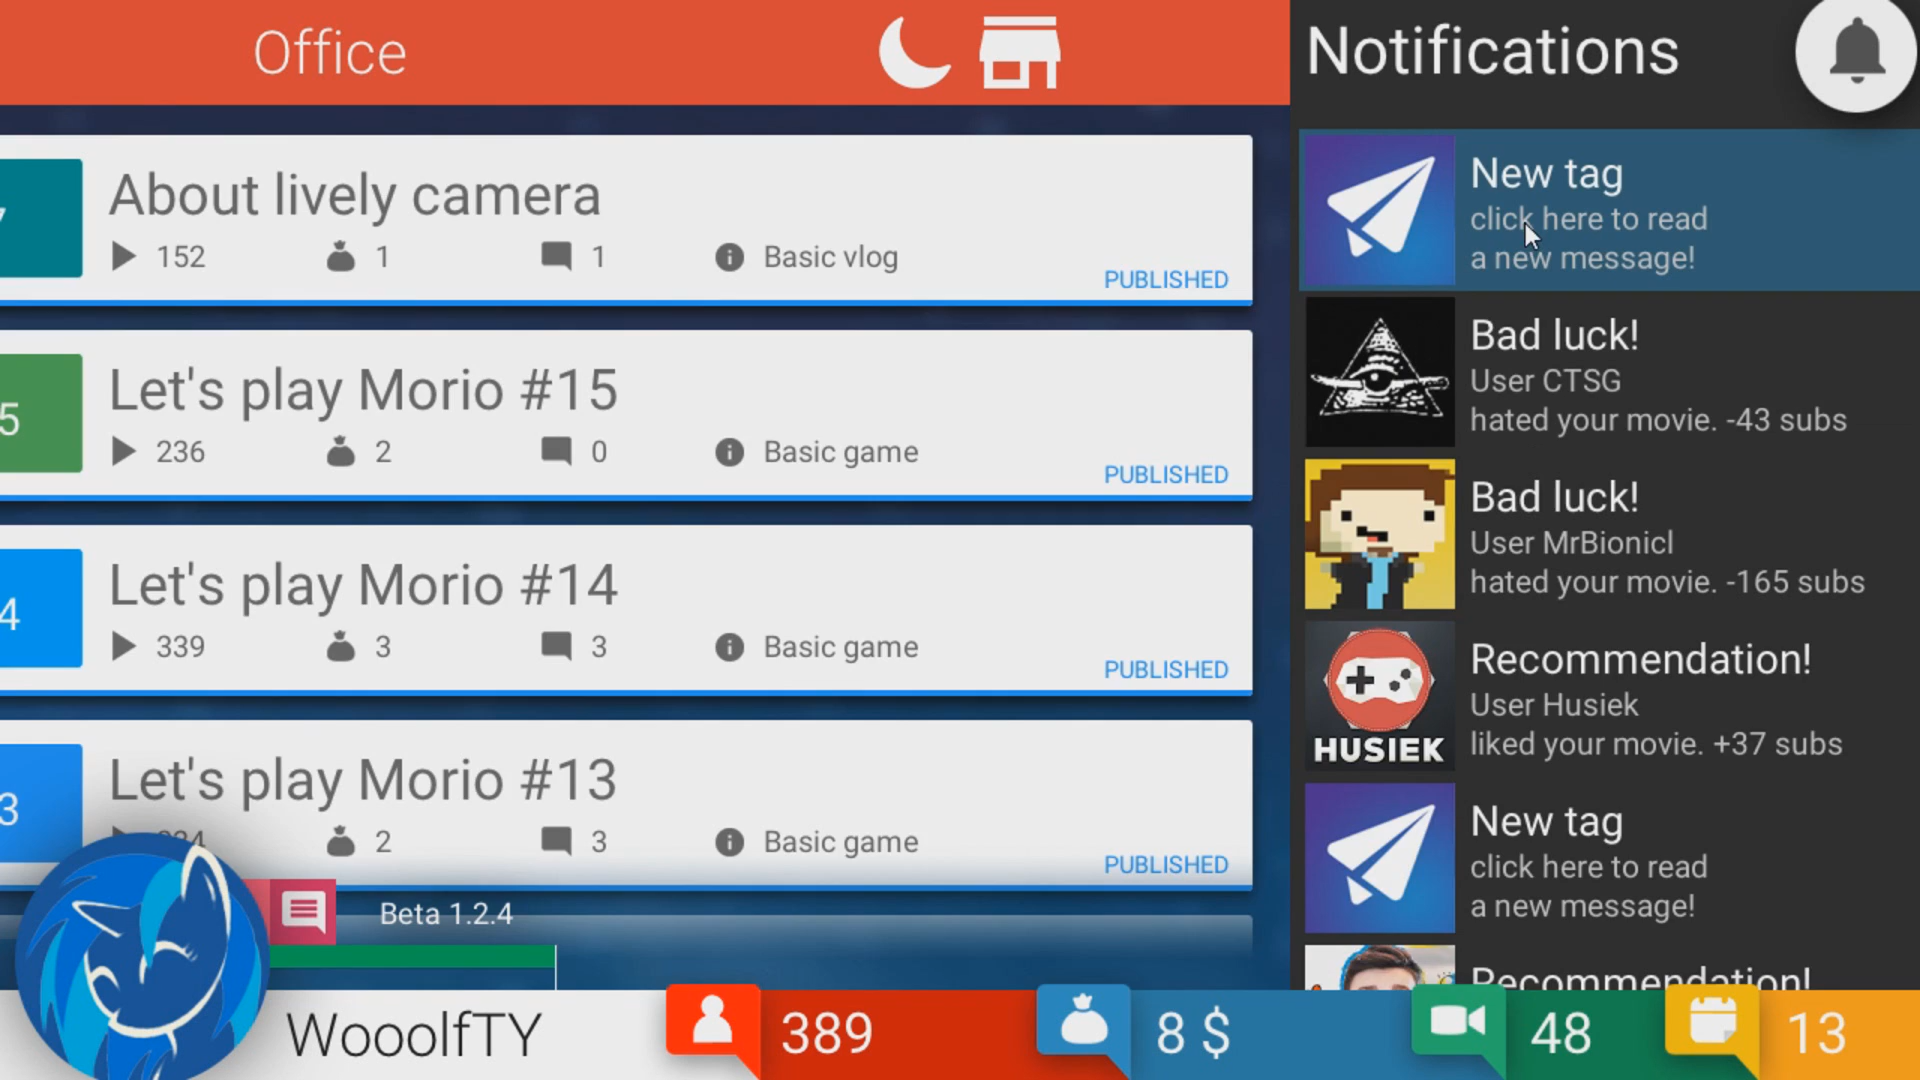 Office
Notifications
About lively camera
152 1 1 Basic vlog
PUBLISHED
5
Let's play Morio #15
236 2 0 Basic game
PUBLISHED
4
Let's play Morio #14
339 3 3 Basic game
PUBLISHED
3
Let's play Morio #13
2 3 Basic game
PUBLISHED
Beta 1.2.4
New tag
click here to read
a new message!
Bad luck!
User CTSG
hated your movie. -43 subs
Bad luck!
User MrBionicl
hated your movie. -165 subs
HUSIEK
Recommendation!
User Husiek
liked your movie. +37 subs
New tag
click here to read
a new message!
Recommendation!
WooolfTY
389
8 $
48
13